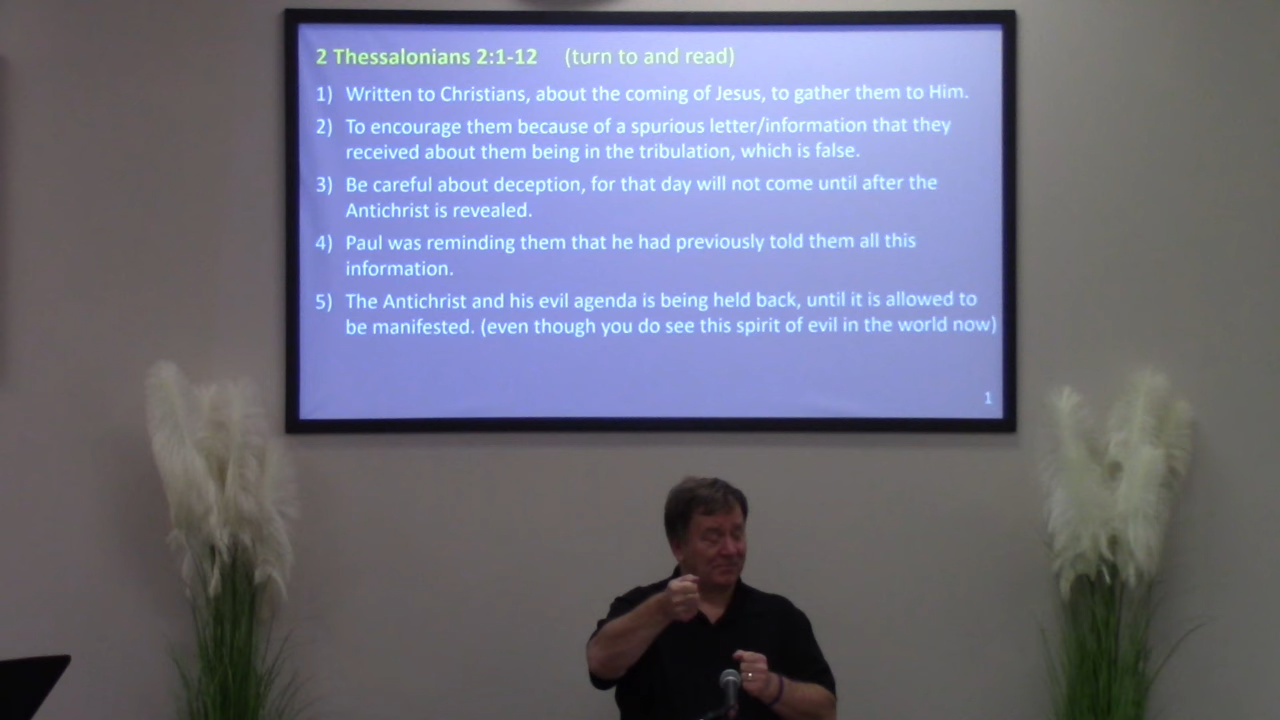 2 Thessalonians 2:1-12 (turn to and read)
1) Written to Christians, about the coming of Jesus, to gather them to Him.
2) To encourage them because of a spurious letter/information that they
received about them being in the tribulation, which is false.
3) Be careful about deception, for that day will not come until after the
Antichrist is revealed.
4) Paul was reminding them that he had previously told them all this
information.
5) The Antichrist and his evil agenda is being held back, until it is allowed to
be manifested. (even though you do see this spirit of evil in the world now)
1